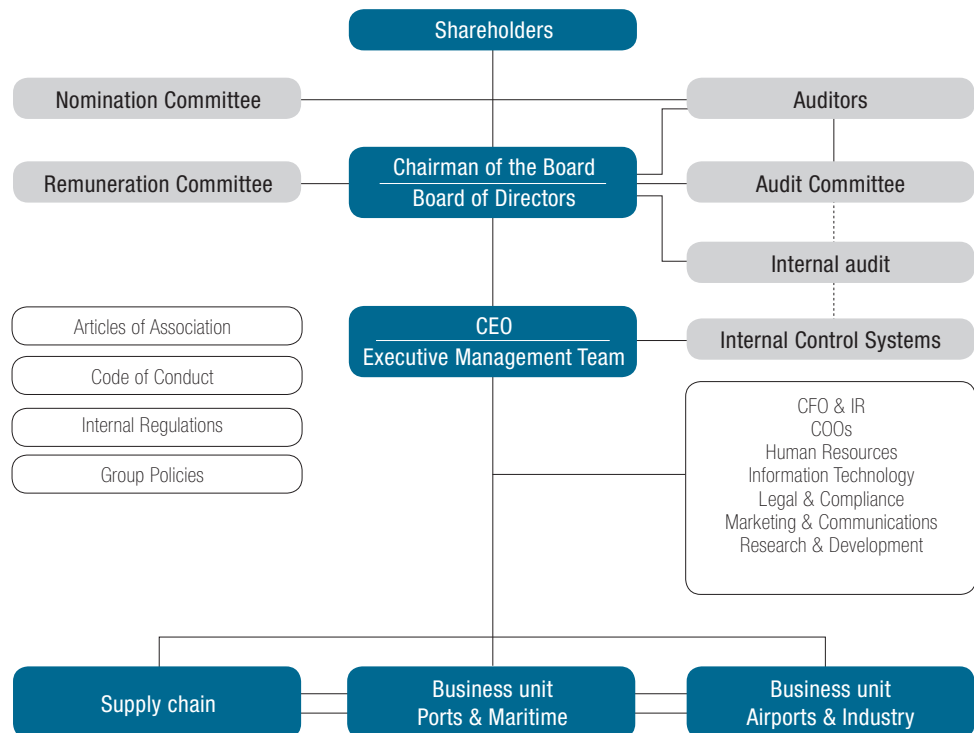 Shareholders
Nomination Committee
Auditors
Chairman of the Board
Board of Directors
Remuneration Committee
Audit Committee
Internal audit
Articles of Association
Code of Conduct
Internal Regulations
Group Policies
CEO
Executive Management Team
Internal Control Systems
CFO & IR
COOs
Human Resources
Information Technology
Legal & Compliance
Marketing & Communications
Research & Development
Supply chain
Business unit
Ports & Maritime
Business unit
Airports & Industry